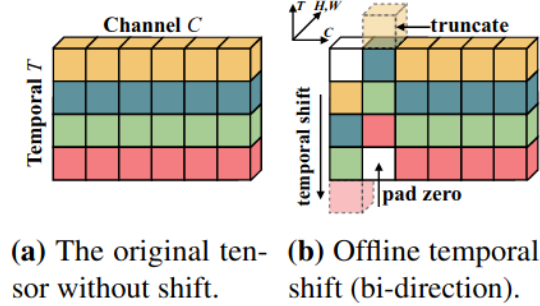 Channel C
Temporal T
T
H,W
C
truncate
temporal shift
pad zero
(a) The original ten-
sor without shift.
(b) Offline temporal
shift (bi-direction).